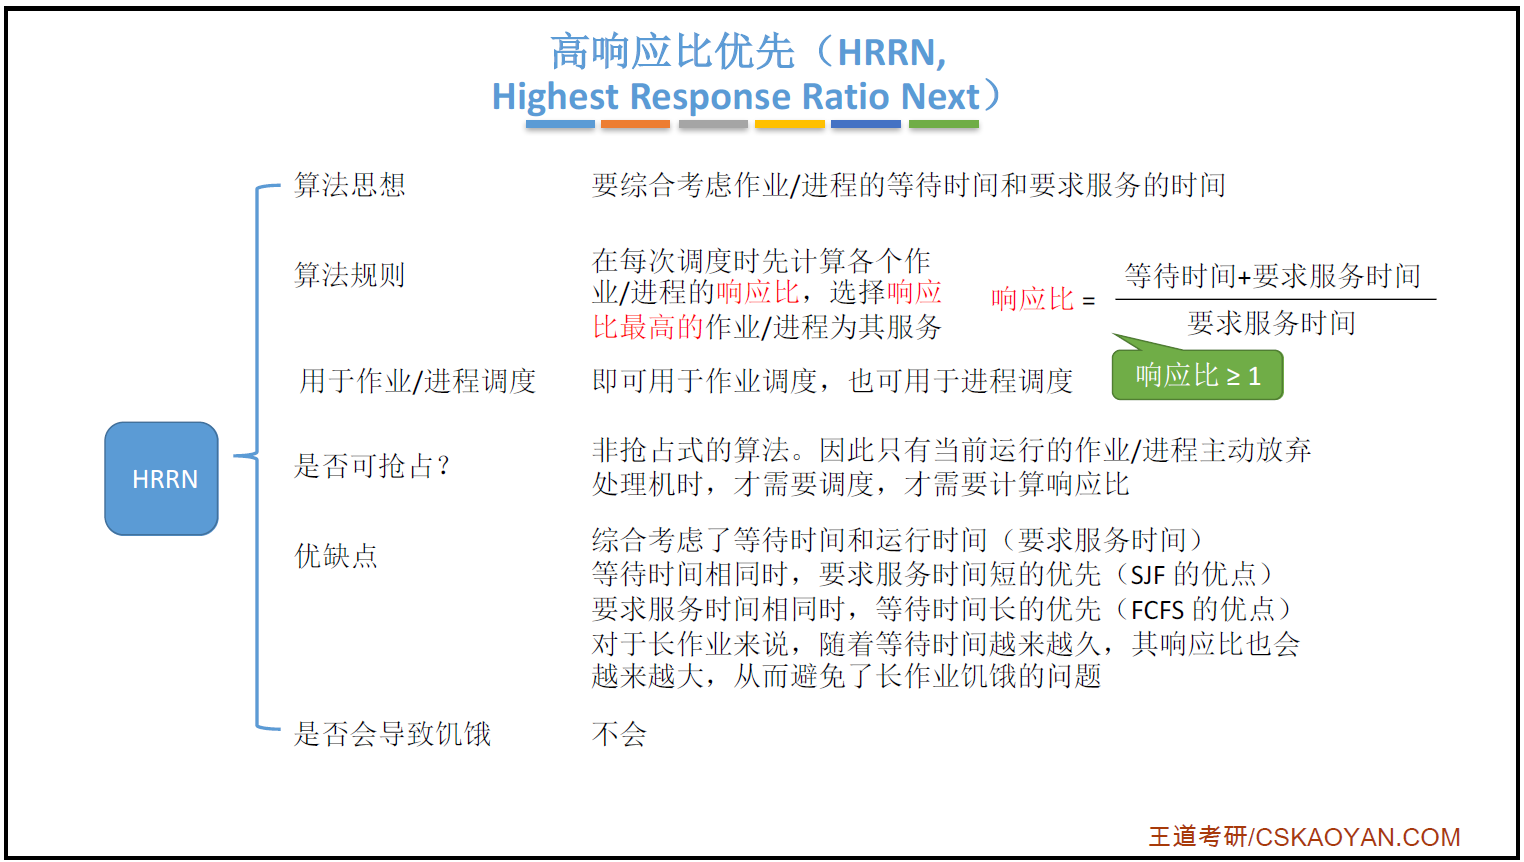 高响应比优先（HRRN,
Highest Response Ratio Next）
算法思想
要综合考虑作业/进程的等待时间和要求服务的时间
算法规则
在每次调度时先计算各个作
业/进程的响应比，选择响应
比最高的作业/进程为其服务
响应比 =
等待时间+要求服务时间
要求服务时间
响应比 ≥ 1
用于作业/进程调度
即可用于作业调度，也可用于进程调度
HRRN
是否可抢占？
非抢占式的算法。因此只有当前运行的作业/进程主动放弃
处理机时，才需要调度，才需要计算响应比
优缺点
综合考虑了等待时间和运行时间（要求服务时间）
等待时间相同时，要求服务时间短的优先（SJF 的优点）
要求服务时间相同时，等待时间长的优先（FCFS 的优点）
对于长作业来说，随着等待时间越来越久，其响应比也会
越来越大，从而避免了长作业饥饿的问题
是否会导致饥饿
不会
王道考研/CSKAOYAN.COM